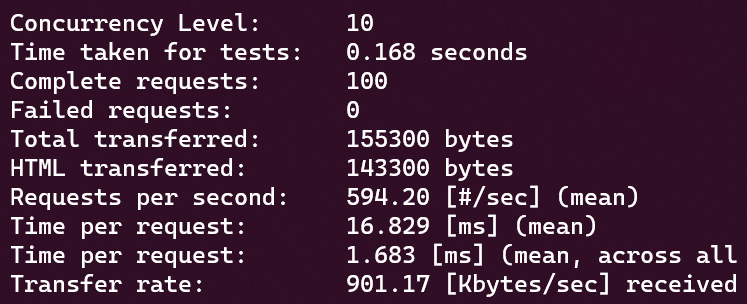 Concurrency Level:      10
Time taken for tests:   0.168 seconds
Complete requests:      100
Failed requests:        0
Total transferred:      155300 bytes
HTML transferred:       143300 bytes
Requests per second:    594.20 [#/sec] (mean)
Time per request:       16.829 [ms] (mean)
Time per request:       1.683 [ms] (mean, across all
Transfer rate:          901.17 [Kbytes/sec] received